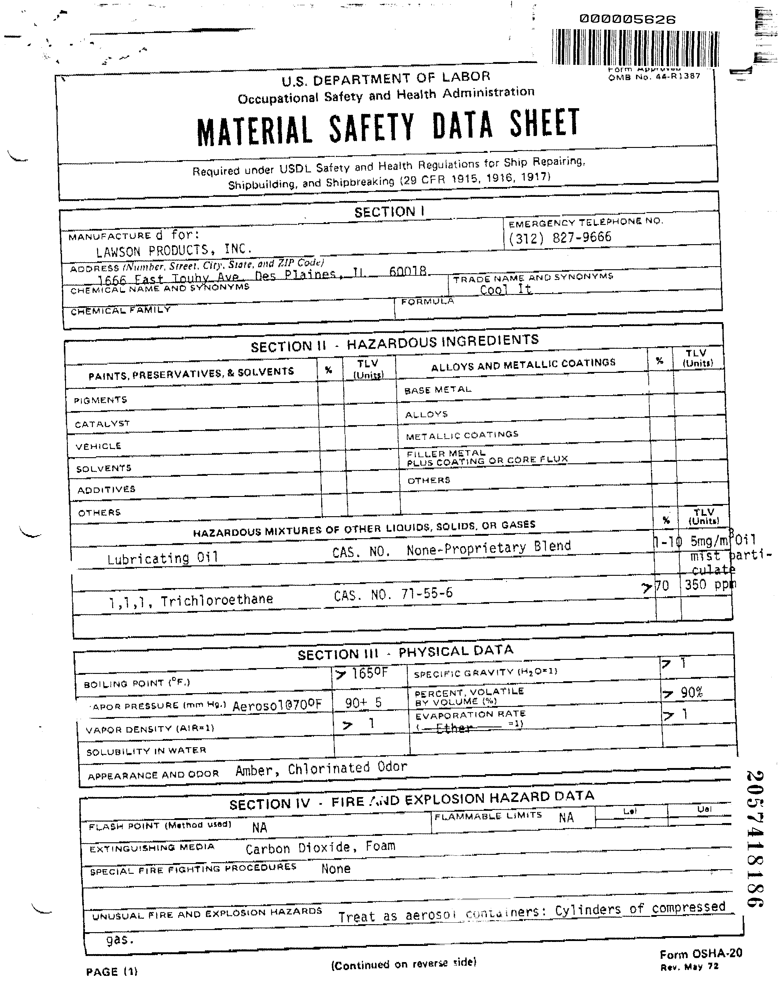 000005626
Form Approved
OMB No. 44-R1387
U.S. DEPARTMENT OF LABOR
Occupational Safety and Health Administration
MATERIAL SAFETY DATA SHEET
Required under USDL Safety and Health Regulations for Ship Repairing,
Shipbuilding, and Shipbreaking (29 CFR 1915, 1916, 1917)
SECTION I
MANUFACTURE d for:
LAWSON PRODUCTS, INC.
EMERGENCY TELEPHONE NO.
(312) 827-9666
ADDRESS (Number, Street, City, State, and ZIP Code)
1666 East Touhy Ave. Des Plaines, IL 60018
CHEMICAL NAME AND SYNONYMS
TRADE NAME AND SYNONYMS
Cool It
CHEMICAL FAMILY
FORMULA
SECTION II - HAZARDOUS INGREDIENTS
PAINTS, PRESERVATIVES, & SOLVENTS % TLV (Units) ALLOYS AND METALLIC COATINGS % TLV (Units)
PIGMENTS BASE METAL
CATALYST ALLOYS
VEHICLE METALLIC COATINGS
SOLVENTS FILLER METAL
PLUS COATING OR CORE FLUX
ADDITIVES OTHERS
OTHERS
HAZARDOUS MIXTURES OF OTHER LIQUIDS, SOLIDS, OR GASES % TLV (Units)
Lubricating Oil CAS. NO. None-Proprietary Blend 1-10 5mg/m3Oil
mist parti-
culate
1,1,1, Trichloroethane CAS. NO. 71-55-6 >70 350 ppm
SECTION III - PHYSICAL DATA
BOILING POINT (°F.) > 165ºF SPECIFIC GRAVITY (H2O=1) > 1
APOR PRESSURE (mm Hg.) Aerosol@70ºF 90+ 5 PERCENT, VOLATILE
BY VOLUME (%) > 90%
VAPOR DENSITY (AIR=1) > 1 EVAPORATION RATE
( Ether =1) > 1
SOLUBILITY IN WATER
APPEARANCE AND ODOR Amber, Chlorinated Odor
SECTION IV - FIRE AND EXPLOSION HAZARD DATA
FLASH POINT (Method used) NA FLAMMABLE LIMITS NA Lel Uel
EXTINGUISHING MEDIA Carbon Dioxide, Foam
SPECIAL FIRE FIGHTING PROCEDURES None
UNUSUAL FIRE AND EXPLOSION HAZARDS Treat as aerosol containers: Cylinders of compressed
gas.
PAGE (1)
(Continued on reverse side)
Form OSHA-20
Rev. May 72
2057418186